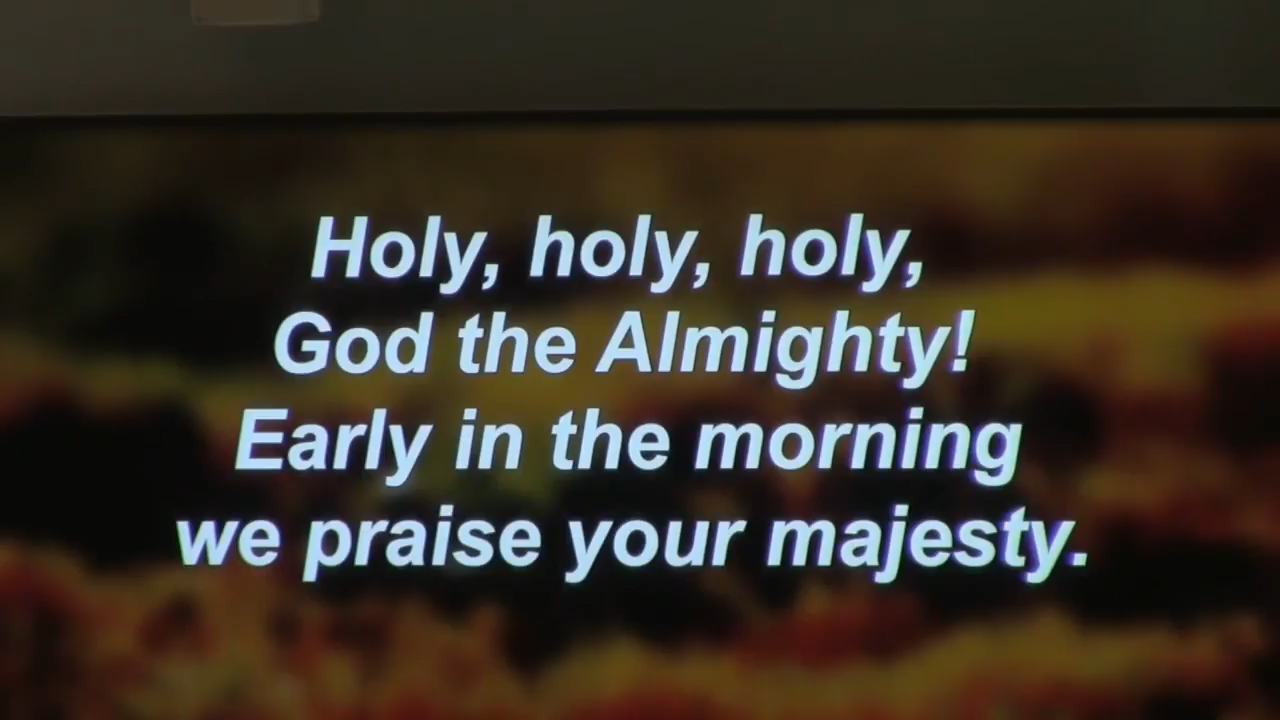 Holy, holy, holy,
God the Almighty!
Early in the morning
we praise your majesty.